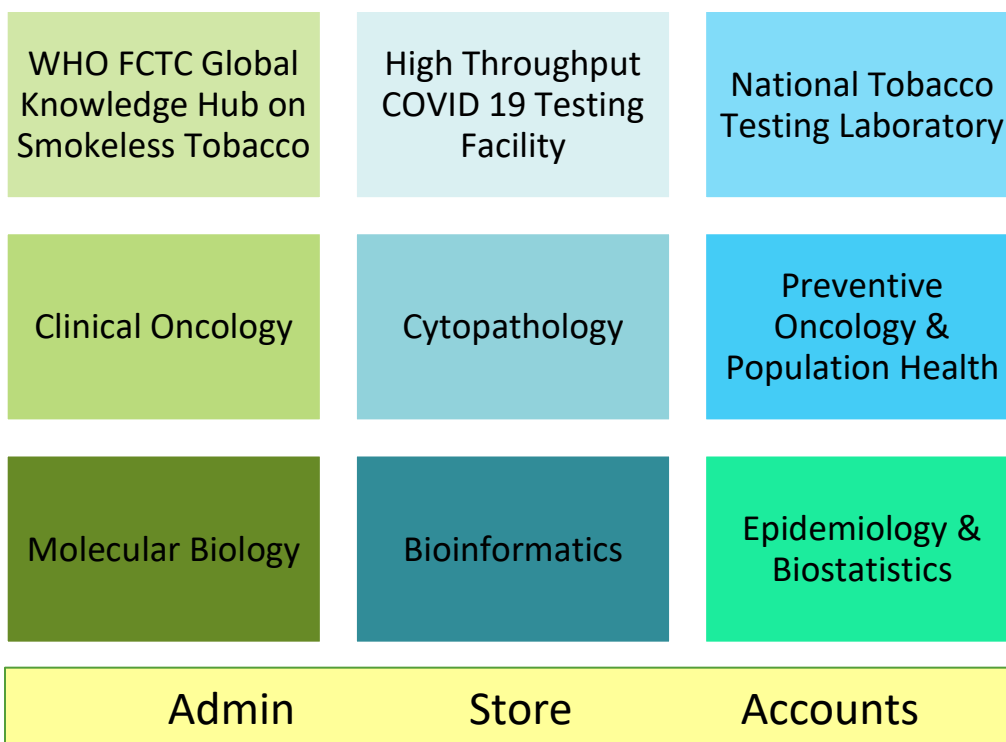 WHO FCTC Global
Knowledge Hub on
Smokeless Tobacco
High Throughput
COVID 19 Testing
Facility
National Tobacco
Testing Laboratory
Clinical Oncology
Cytopathology
Preventive
Oncology &
Population Health
Molecular Biology
Bioinformatics
Epidemiology &
Biostatistics
Admin Store Accounts